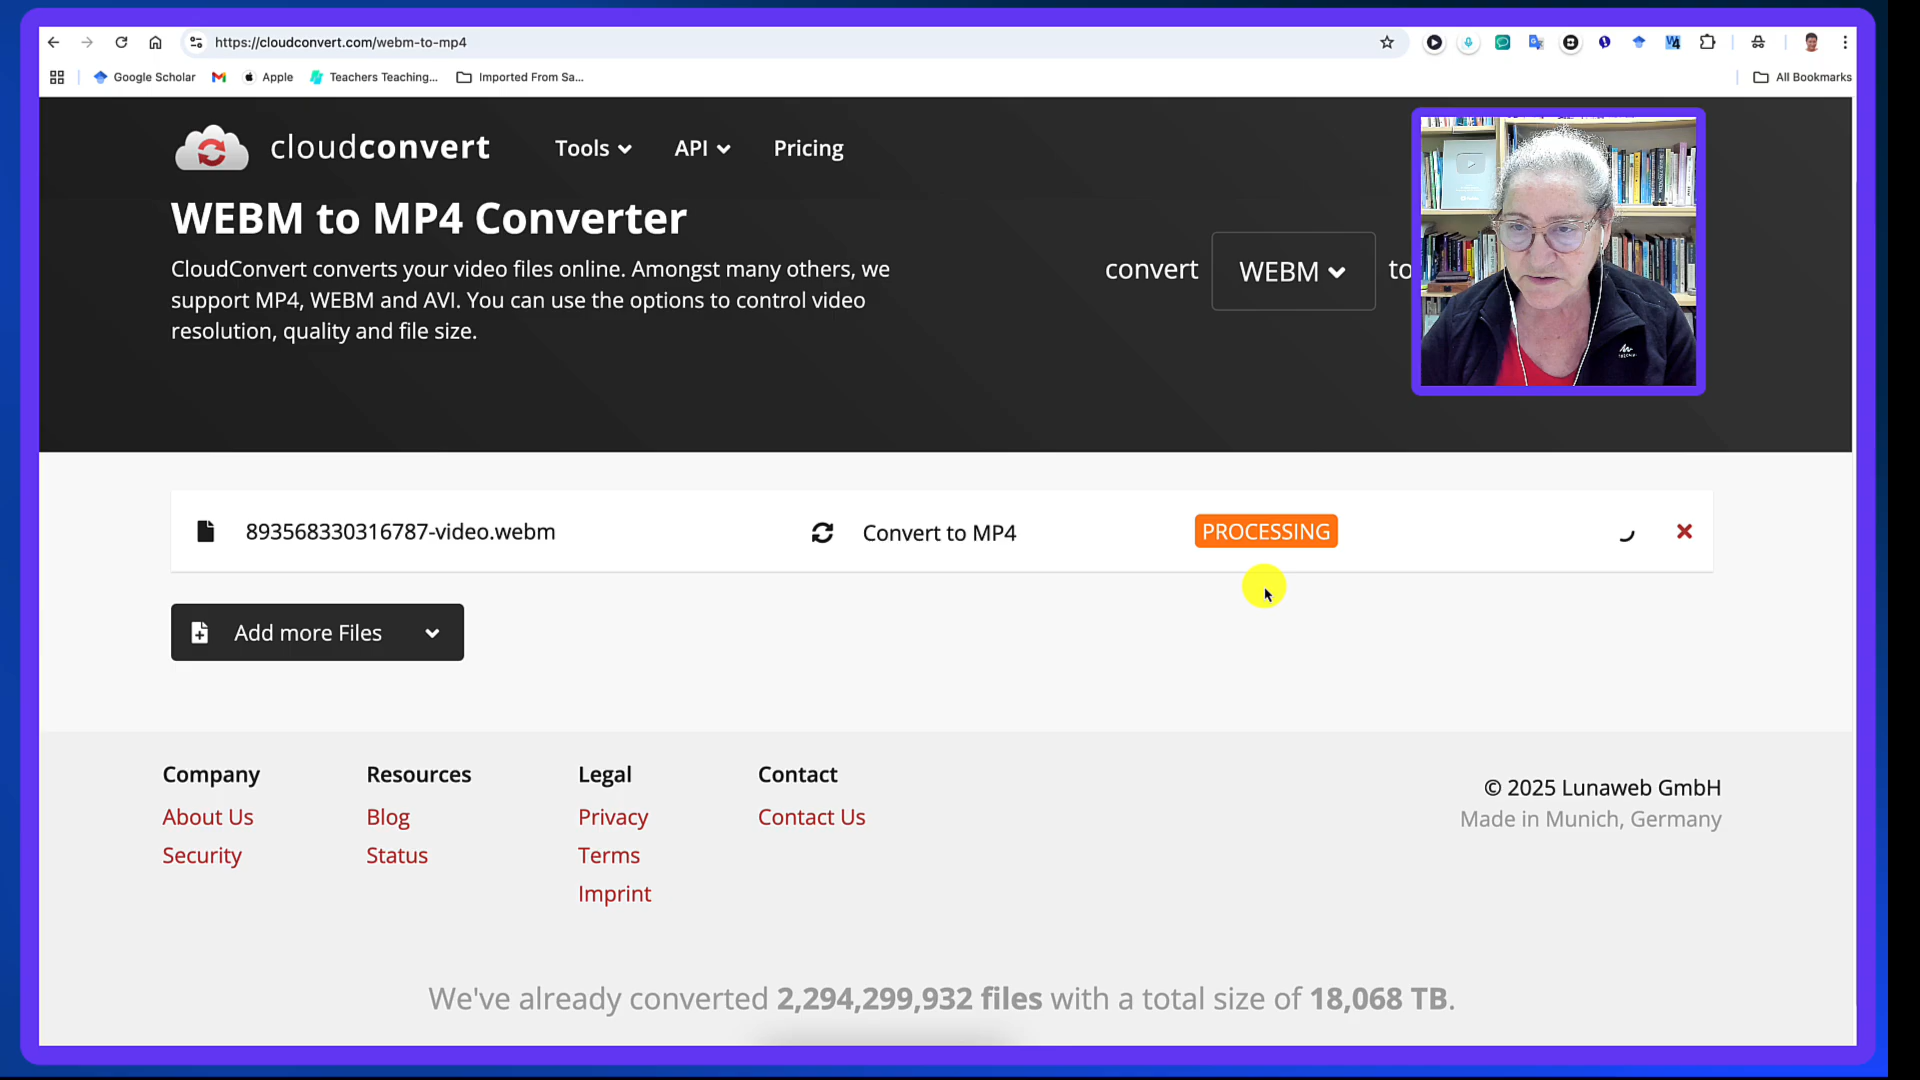 https://cloudconvert.com/webm-to-mp4
Google Scholar
Apple
Teachers Teaching...
Imported From Sa...
All Bookmarks
cloudconvert
Tools
API
Pricing
WEBM to MP4 Converter
CloudConvert converts your video files online. Amongst many others, we
support MP4, WEBM and AVI. You can use the options to control video
resolution, quality and file size.
convert
WEBM
to
893568330316787-video.webm
Convert to MP4
PROCESSING
Add more Files
Company
Resources
Legal
Contact
About Us
Blog
Privacy
Contact Us
Security
Status
Terms
Imprint
© 2025 Lunaweb GmbH
Made in Munich, Germany
We've already converted 2,294,299,932 files with a total size of 18,068 TB.